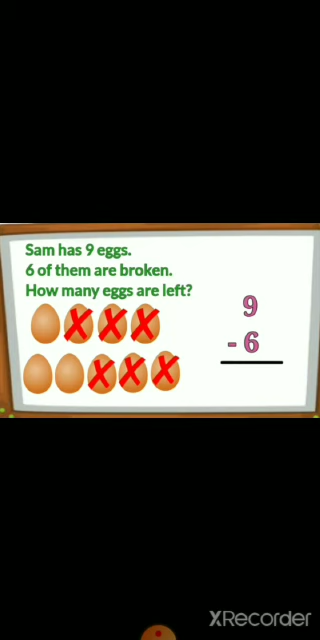 Sam has 9 eggs.
6 of them are broken.
How many eggs are left?
9
- 6
XRecorder